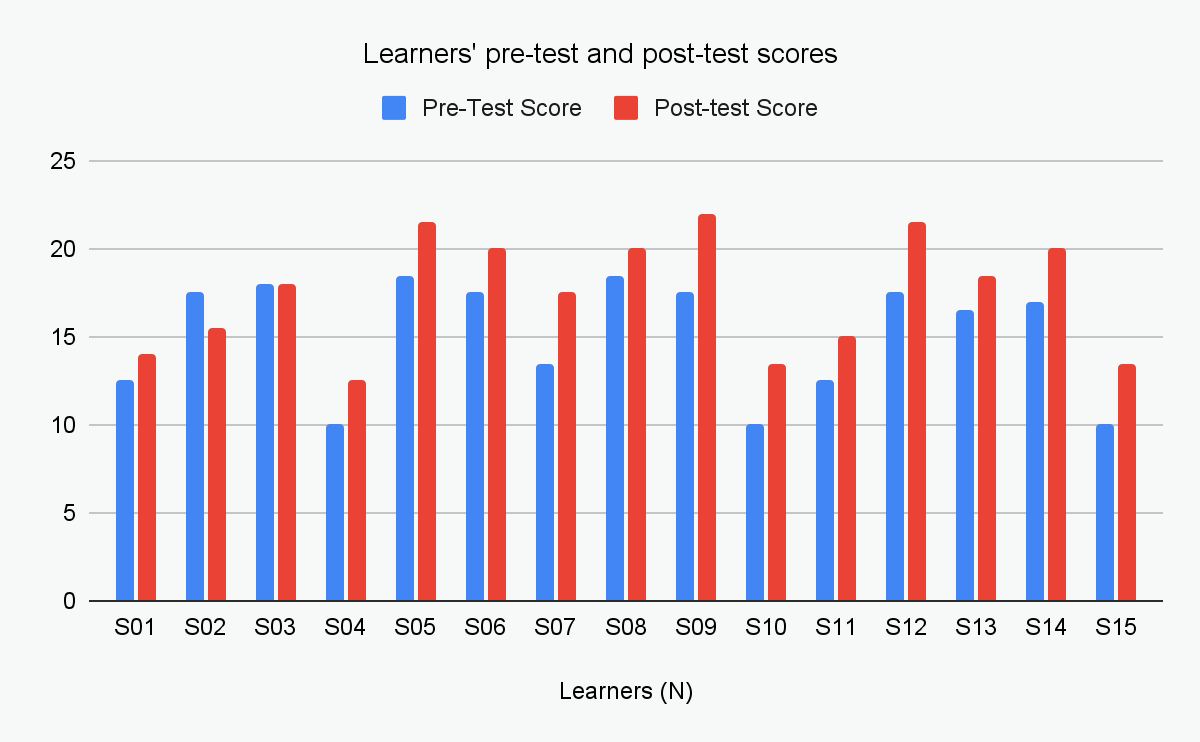 Learners' pre-test and post-test scores
Pre-Test Score Post-test Score
25
20
15
10
5
0
S01 S02 S03 S04 S05 S06 S07 S08 S09 S10 S11 S12 S13 S14 S15
Learners (N)